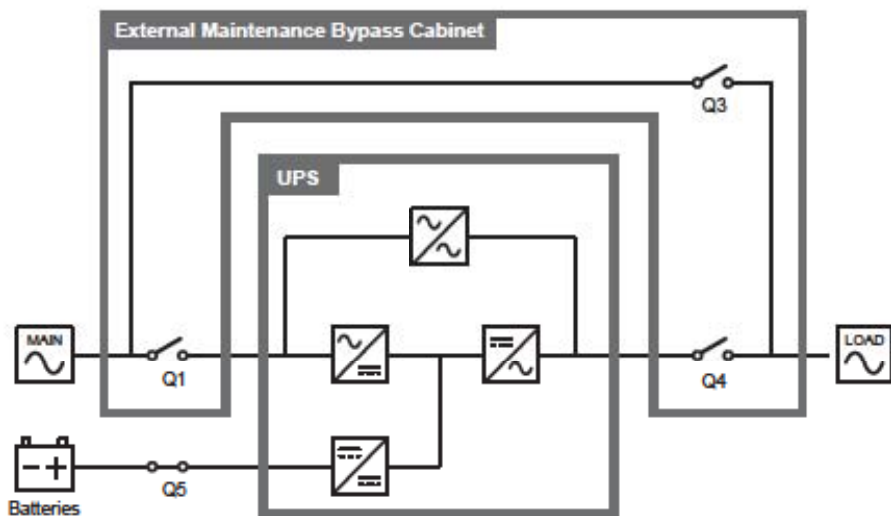 External Maintenance Bypass Cabinet
Q3
UPS
MAIN
Q1
Q4
LOAD
Q5
Batteries